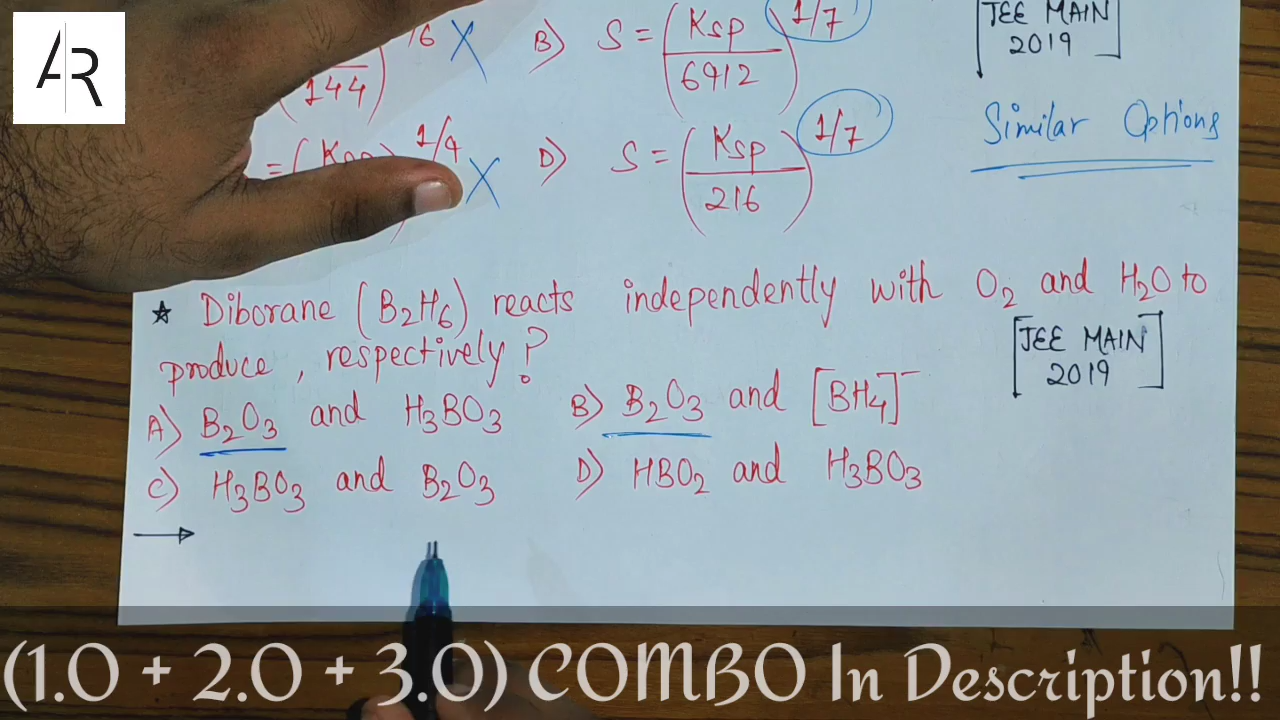 AR
1/6 X B) S = (Ksp / 6912)^1/7
144
[JEE MAIN 2019]
Similar Options
= (Ksp)^1/4 X D) S = (Ksp / 216)^1/7
★ Diborane (B2H6) reacts independently with O2 and H2O to
produce, respectively?
[JEE MAIN 2019]
A) B2O3 and H3BO3 B) B2O3 and [BH4]⁻
C) H3BO3 and B2O3 D) HBO2 and H3BO3
→
(1.0 + 2.0 + 3.0) COMBO In Description!!